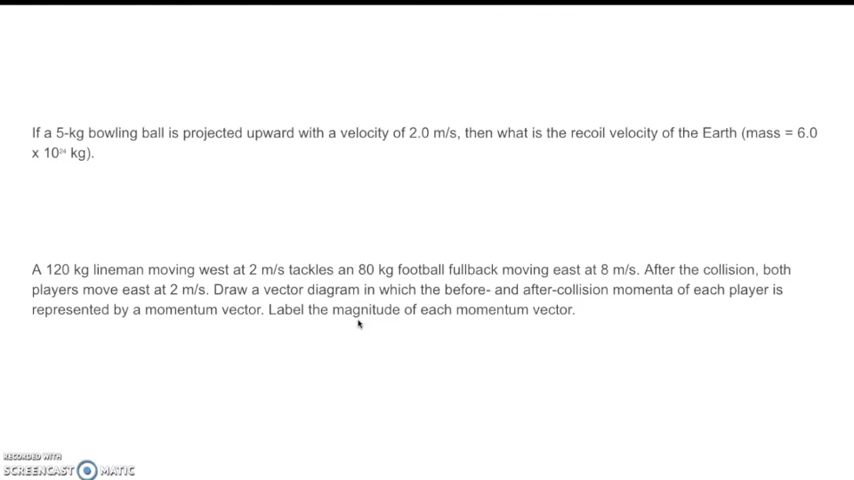 If a 5-kg bowling ball is projected upward with a velocity of 2.0 m/s, then what is the recoil velocity of the Earth (mass = 6.0
x 10²⁴ kg).
A 120 kg lineman moving west at 2 m/s tackles an 80 kg football fullback moving east at 8 m/s. After the collision, both
players move east at 2 m/s. Draw a vector diagram in which the before- and after-collision momenta of each player is
represented by a momentum vector. Label the magnitude of each momentum vector.
RECORDED WITH
SCREENCAST MATIC